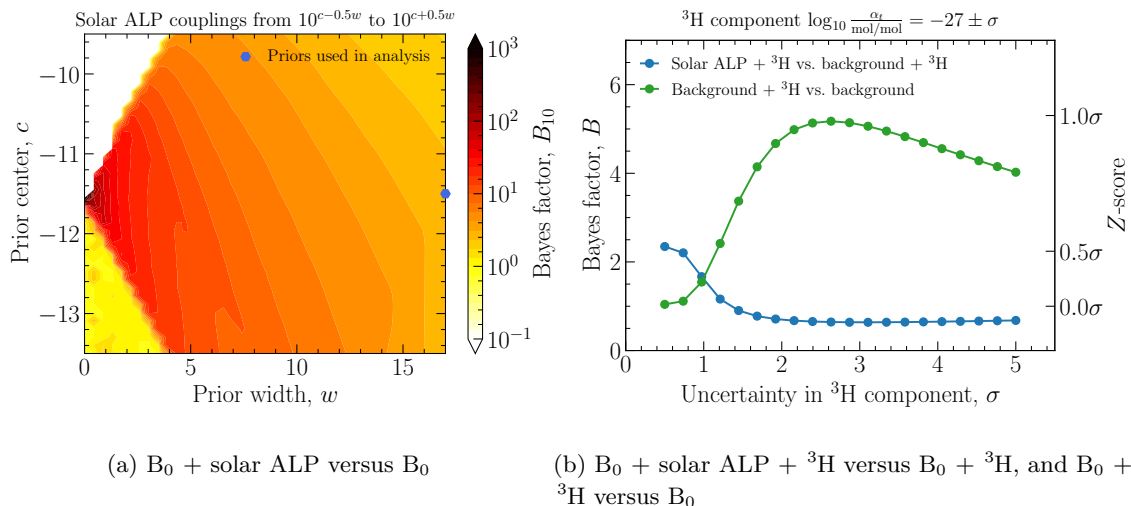 Solar ALP couplings from 10^{c−0.5w} to 10^{c+0.5w}
Priors used in analysis
Prior center, c
−10
−11
−12
−13
0
5
10
15
Prior width, w
10^3
10^2
10^1
10^0
10^{−1}
Bayes factor, B_{10}
(a) B_0 + solar ALP versus B_0
^3H component log_{10} \frac{α_t}{mol/mol} = −27 ± σ
Solar ALP + ^3H vs. background + ^3H
Background + ^3H vs. background
Bayes factor, B
6
4
2
0
0
1
2
3
4
5
Uncertainty in ^3H component, σ
1.0σ
0.5σ
0.0σ
Z-score
(b) B_0 + solar ALP + ^3H versus B_0 + ^3H, and B_0 +
^3H versus B_0